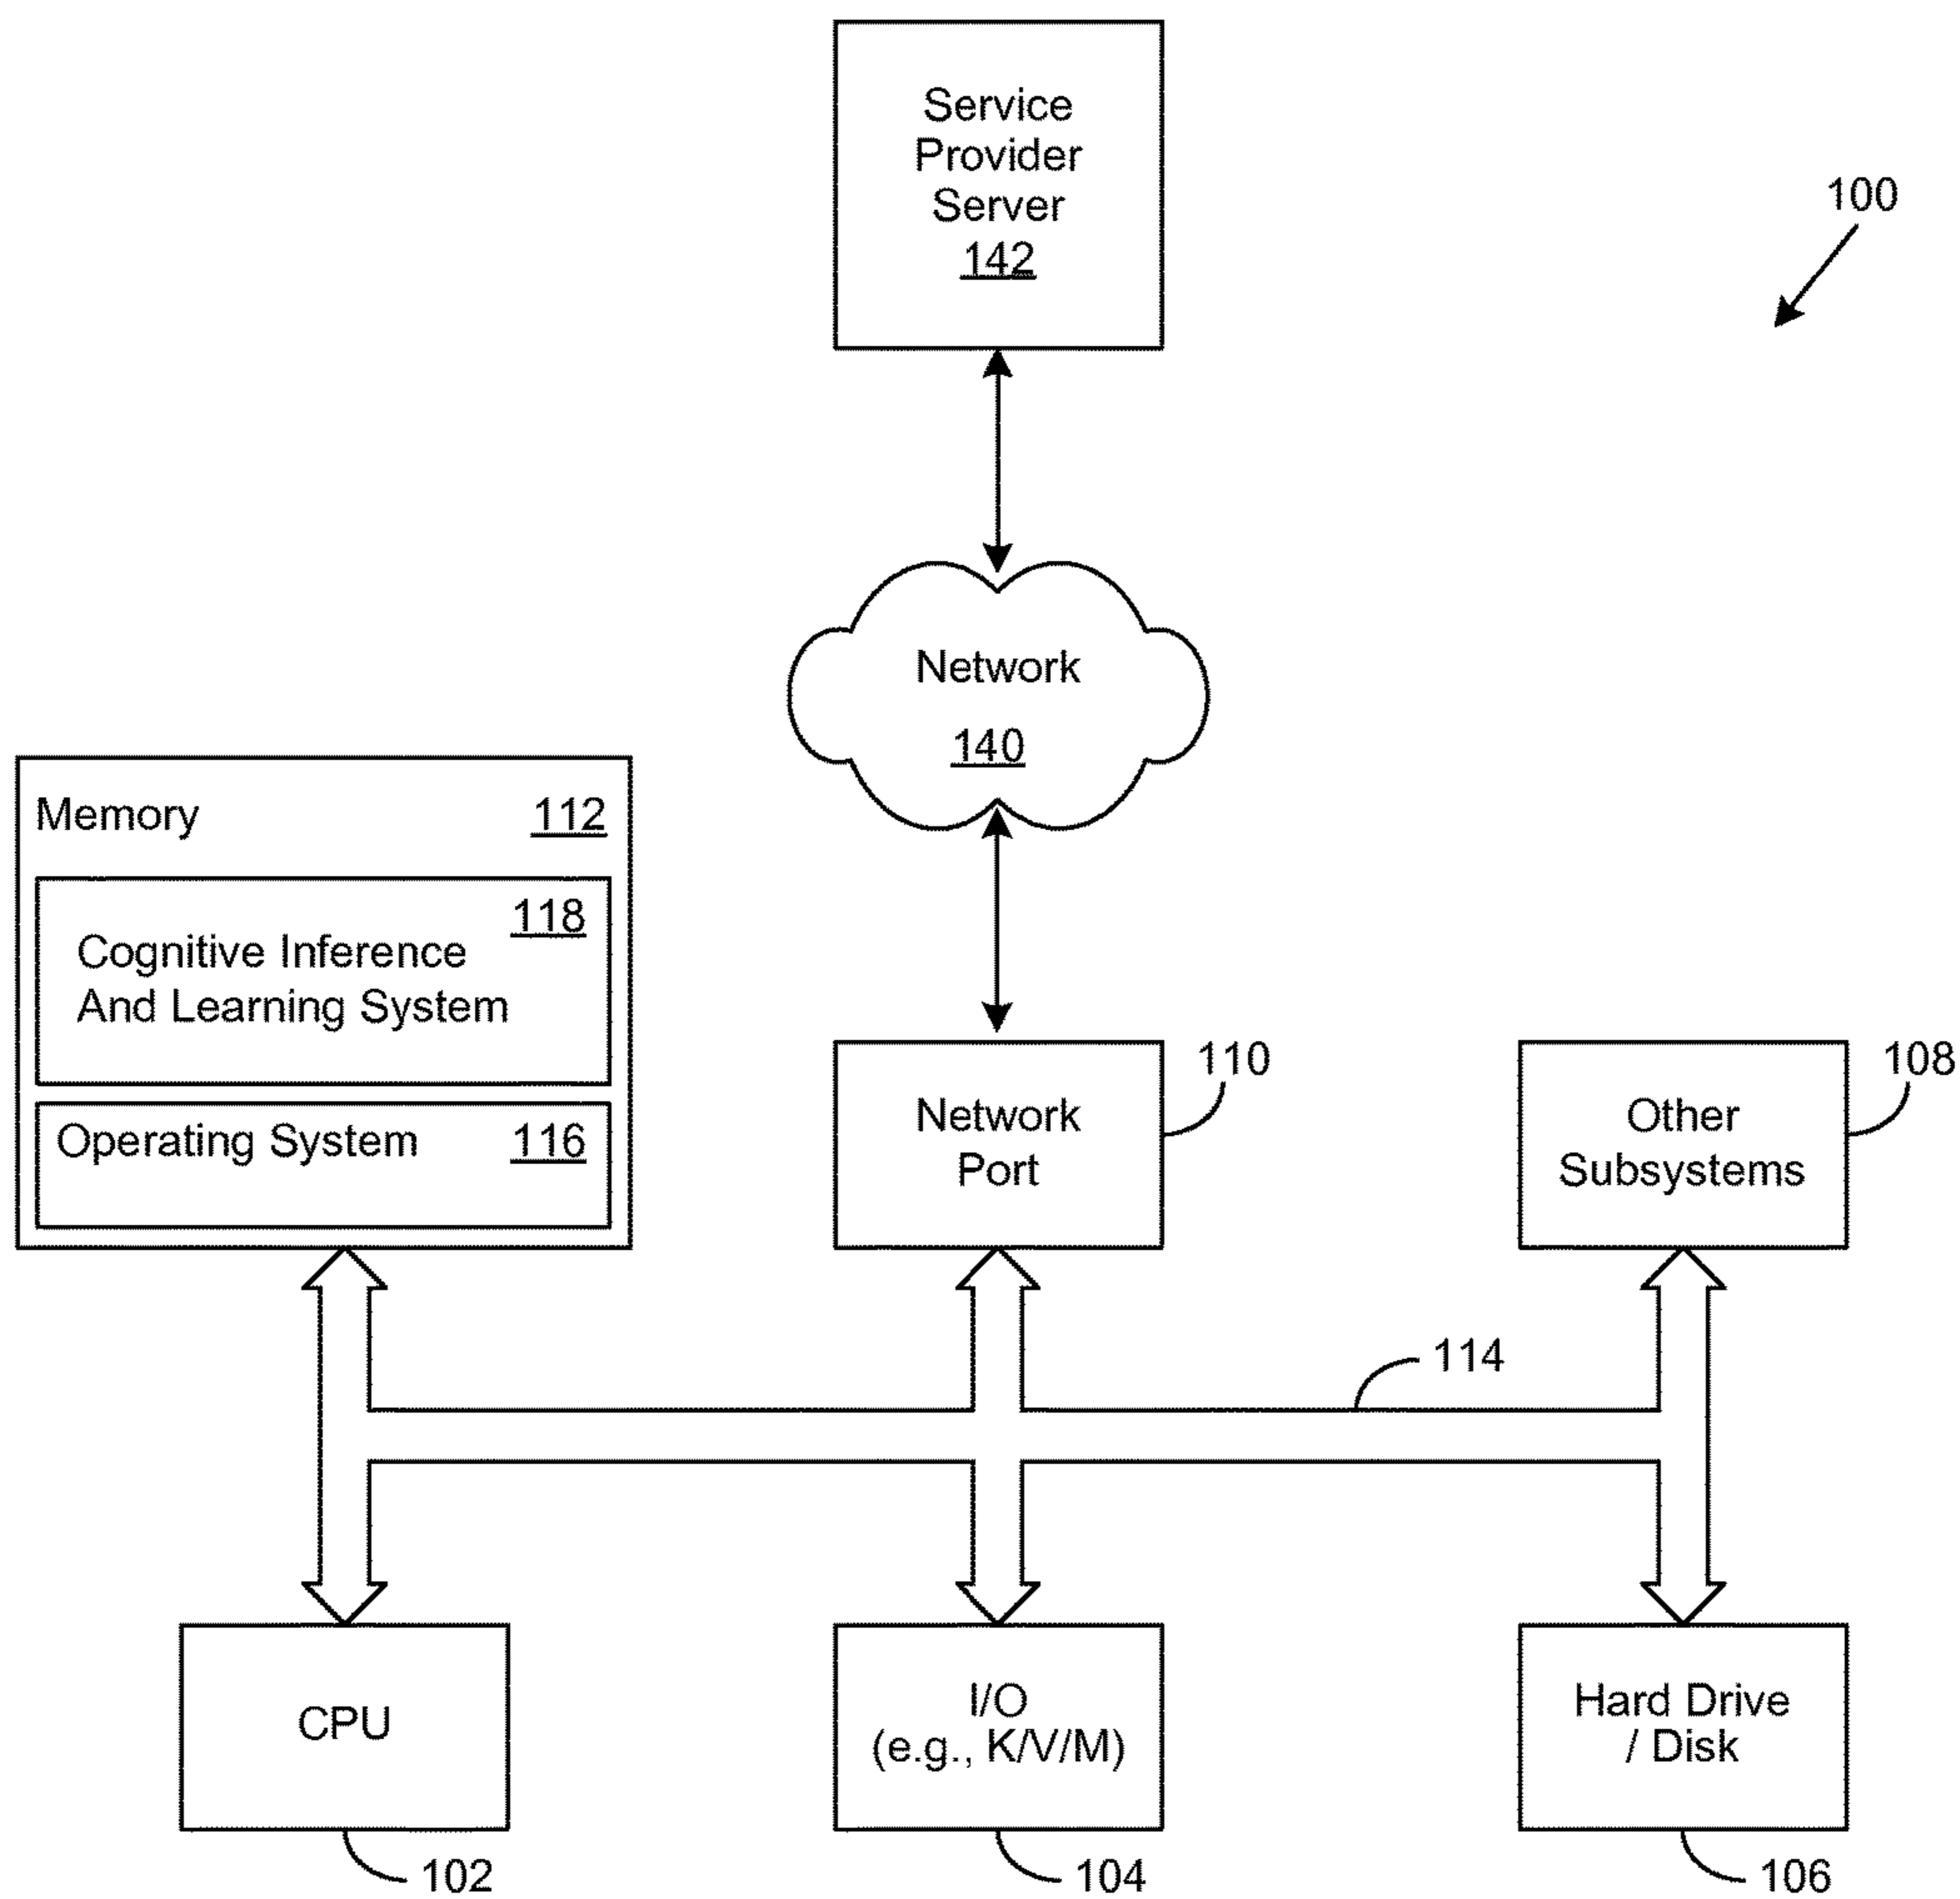 Service
Provider
Server
142
100
Network
140
Memory 112
118
Cognitive Inference
And Learning System
Operating System 116
Network
Port
110
Other
Subsystems
108
114
CPU
102
I/O
(e.g., K/V/M)
104
Hard Drive
/ Disk
106